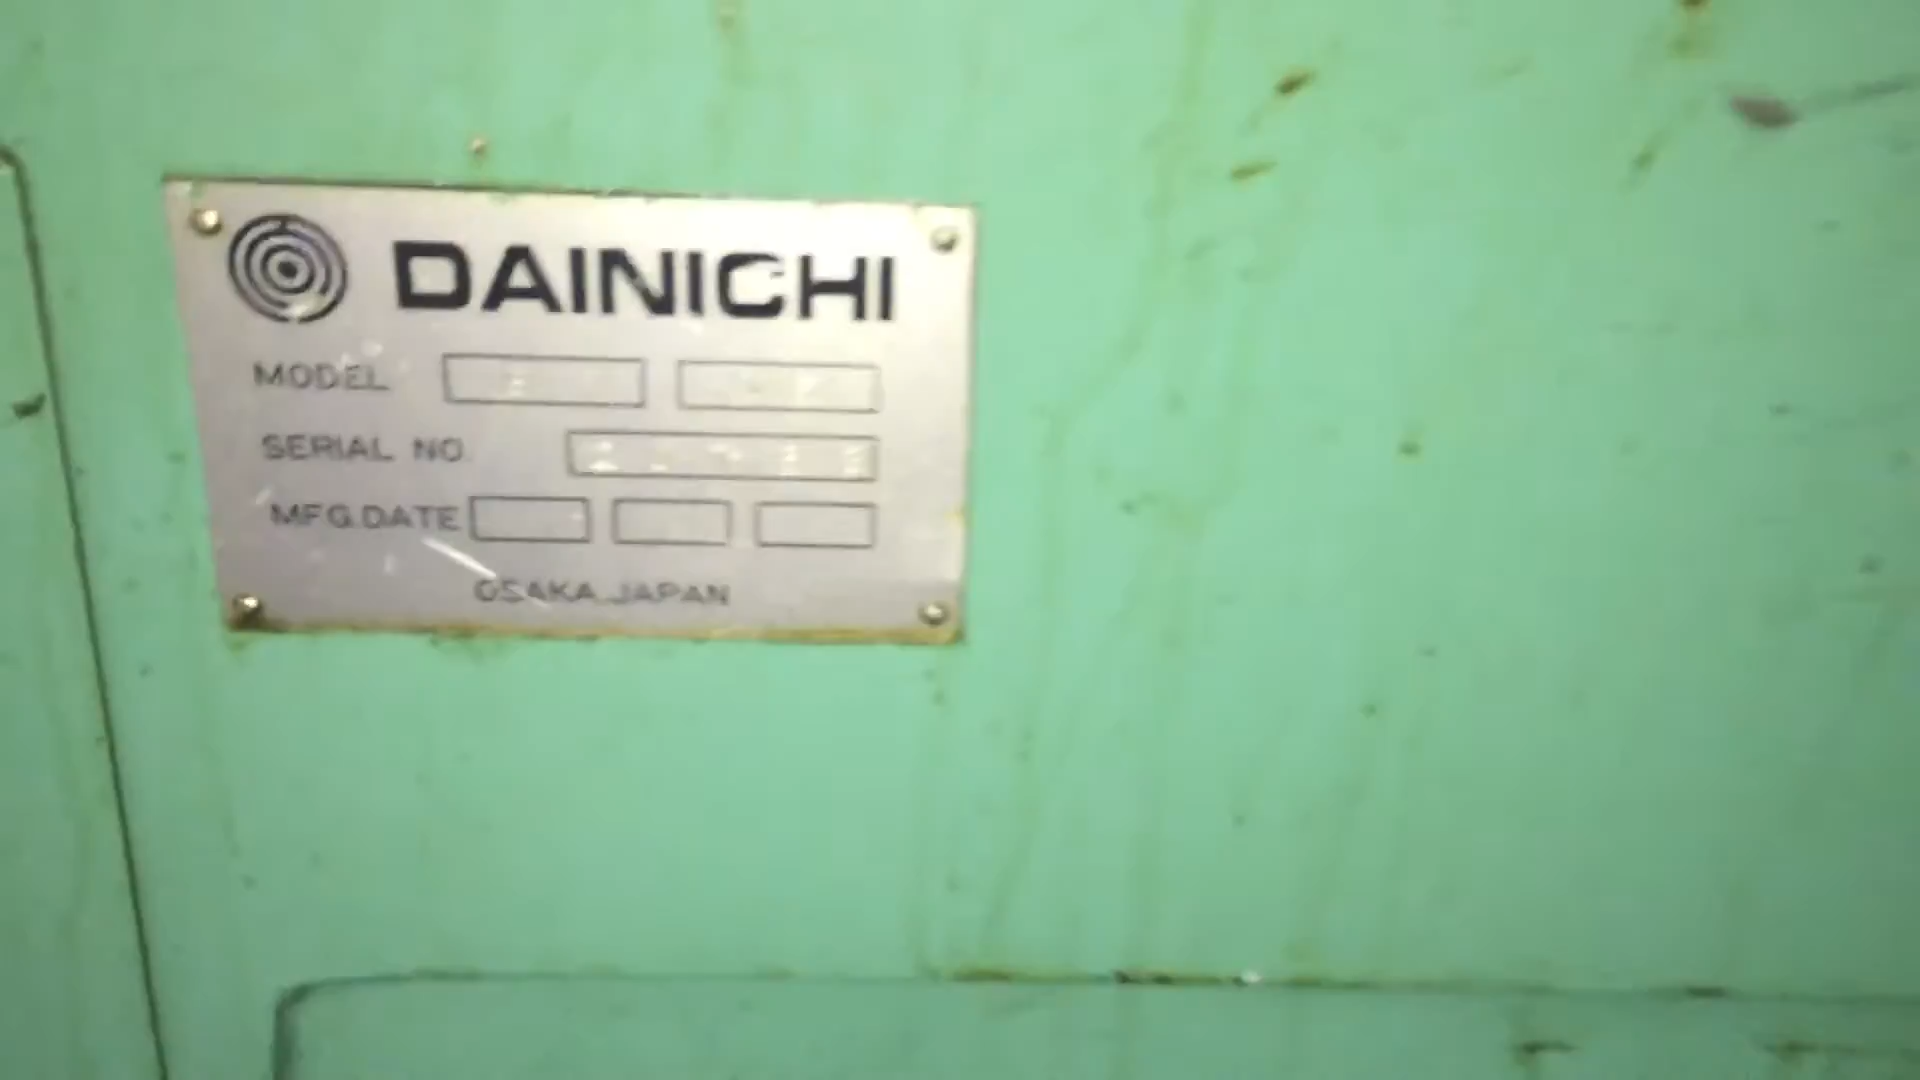 DAINICHI
MODEL
SERIAL NO.
MFG.DATE
OSAKA, JAPAN